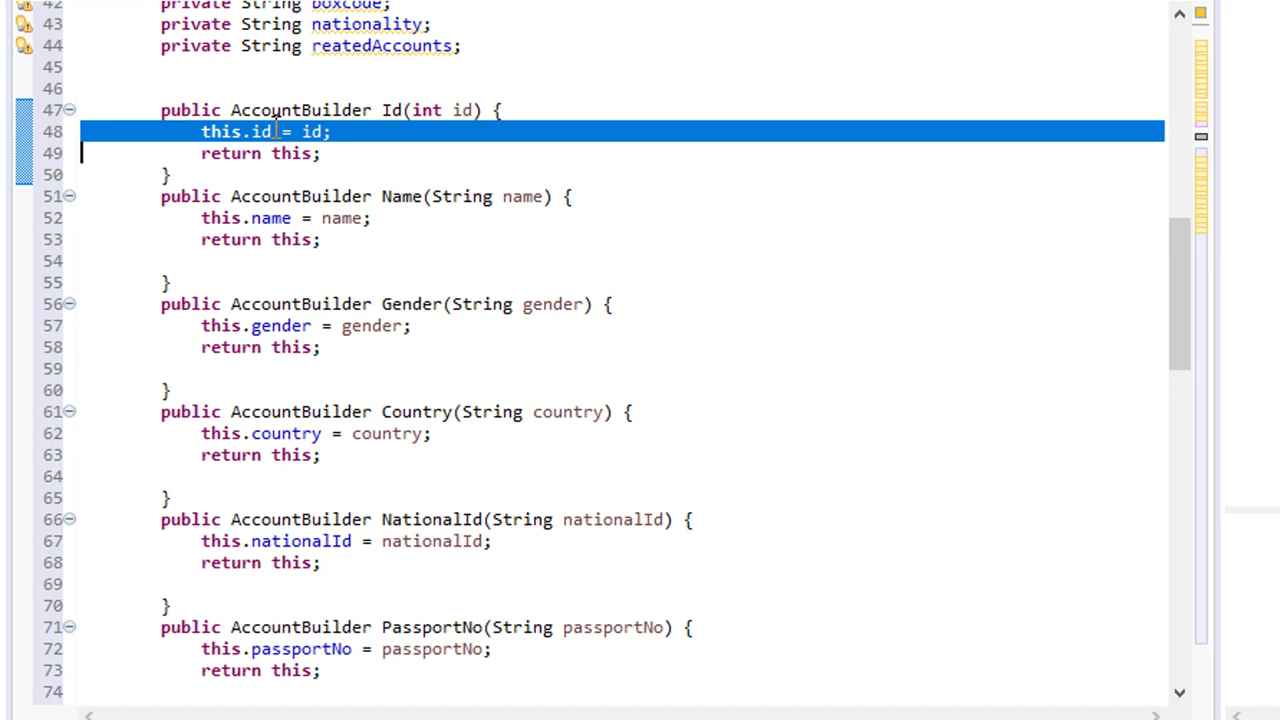 42 private String boxcode;
43 private String nationality;
44 private String reatedAccounts;
45
46
47 public AccountBuilder Id(int id) {
48 this.id = id;
49 return this;
50 }
51 public AccountBuilder Name(String name) {
52 this.name = name;
53 return this;
54
55 }
56 public AccountBuilder Gender(String gender) {
57 this.gender = gender;
58 return this;
59
60 }
61 public AccountBuilder Country(String country) {
62 this.country = country;
63 return this;
64
65 }
66 public AccountBuilder NationalId(String nationalId) {
67 this.nationalId = nationalId;
68 return this;
69
70 }
71 public AccountBuilder PassportNo(String passportNo) {
72 this.passportNo = passportNo;
73 return this;
74